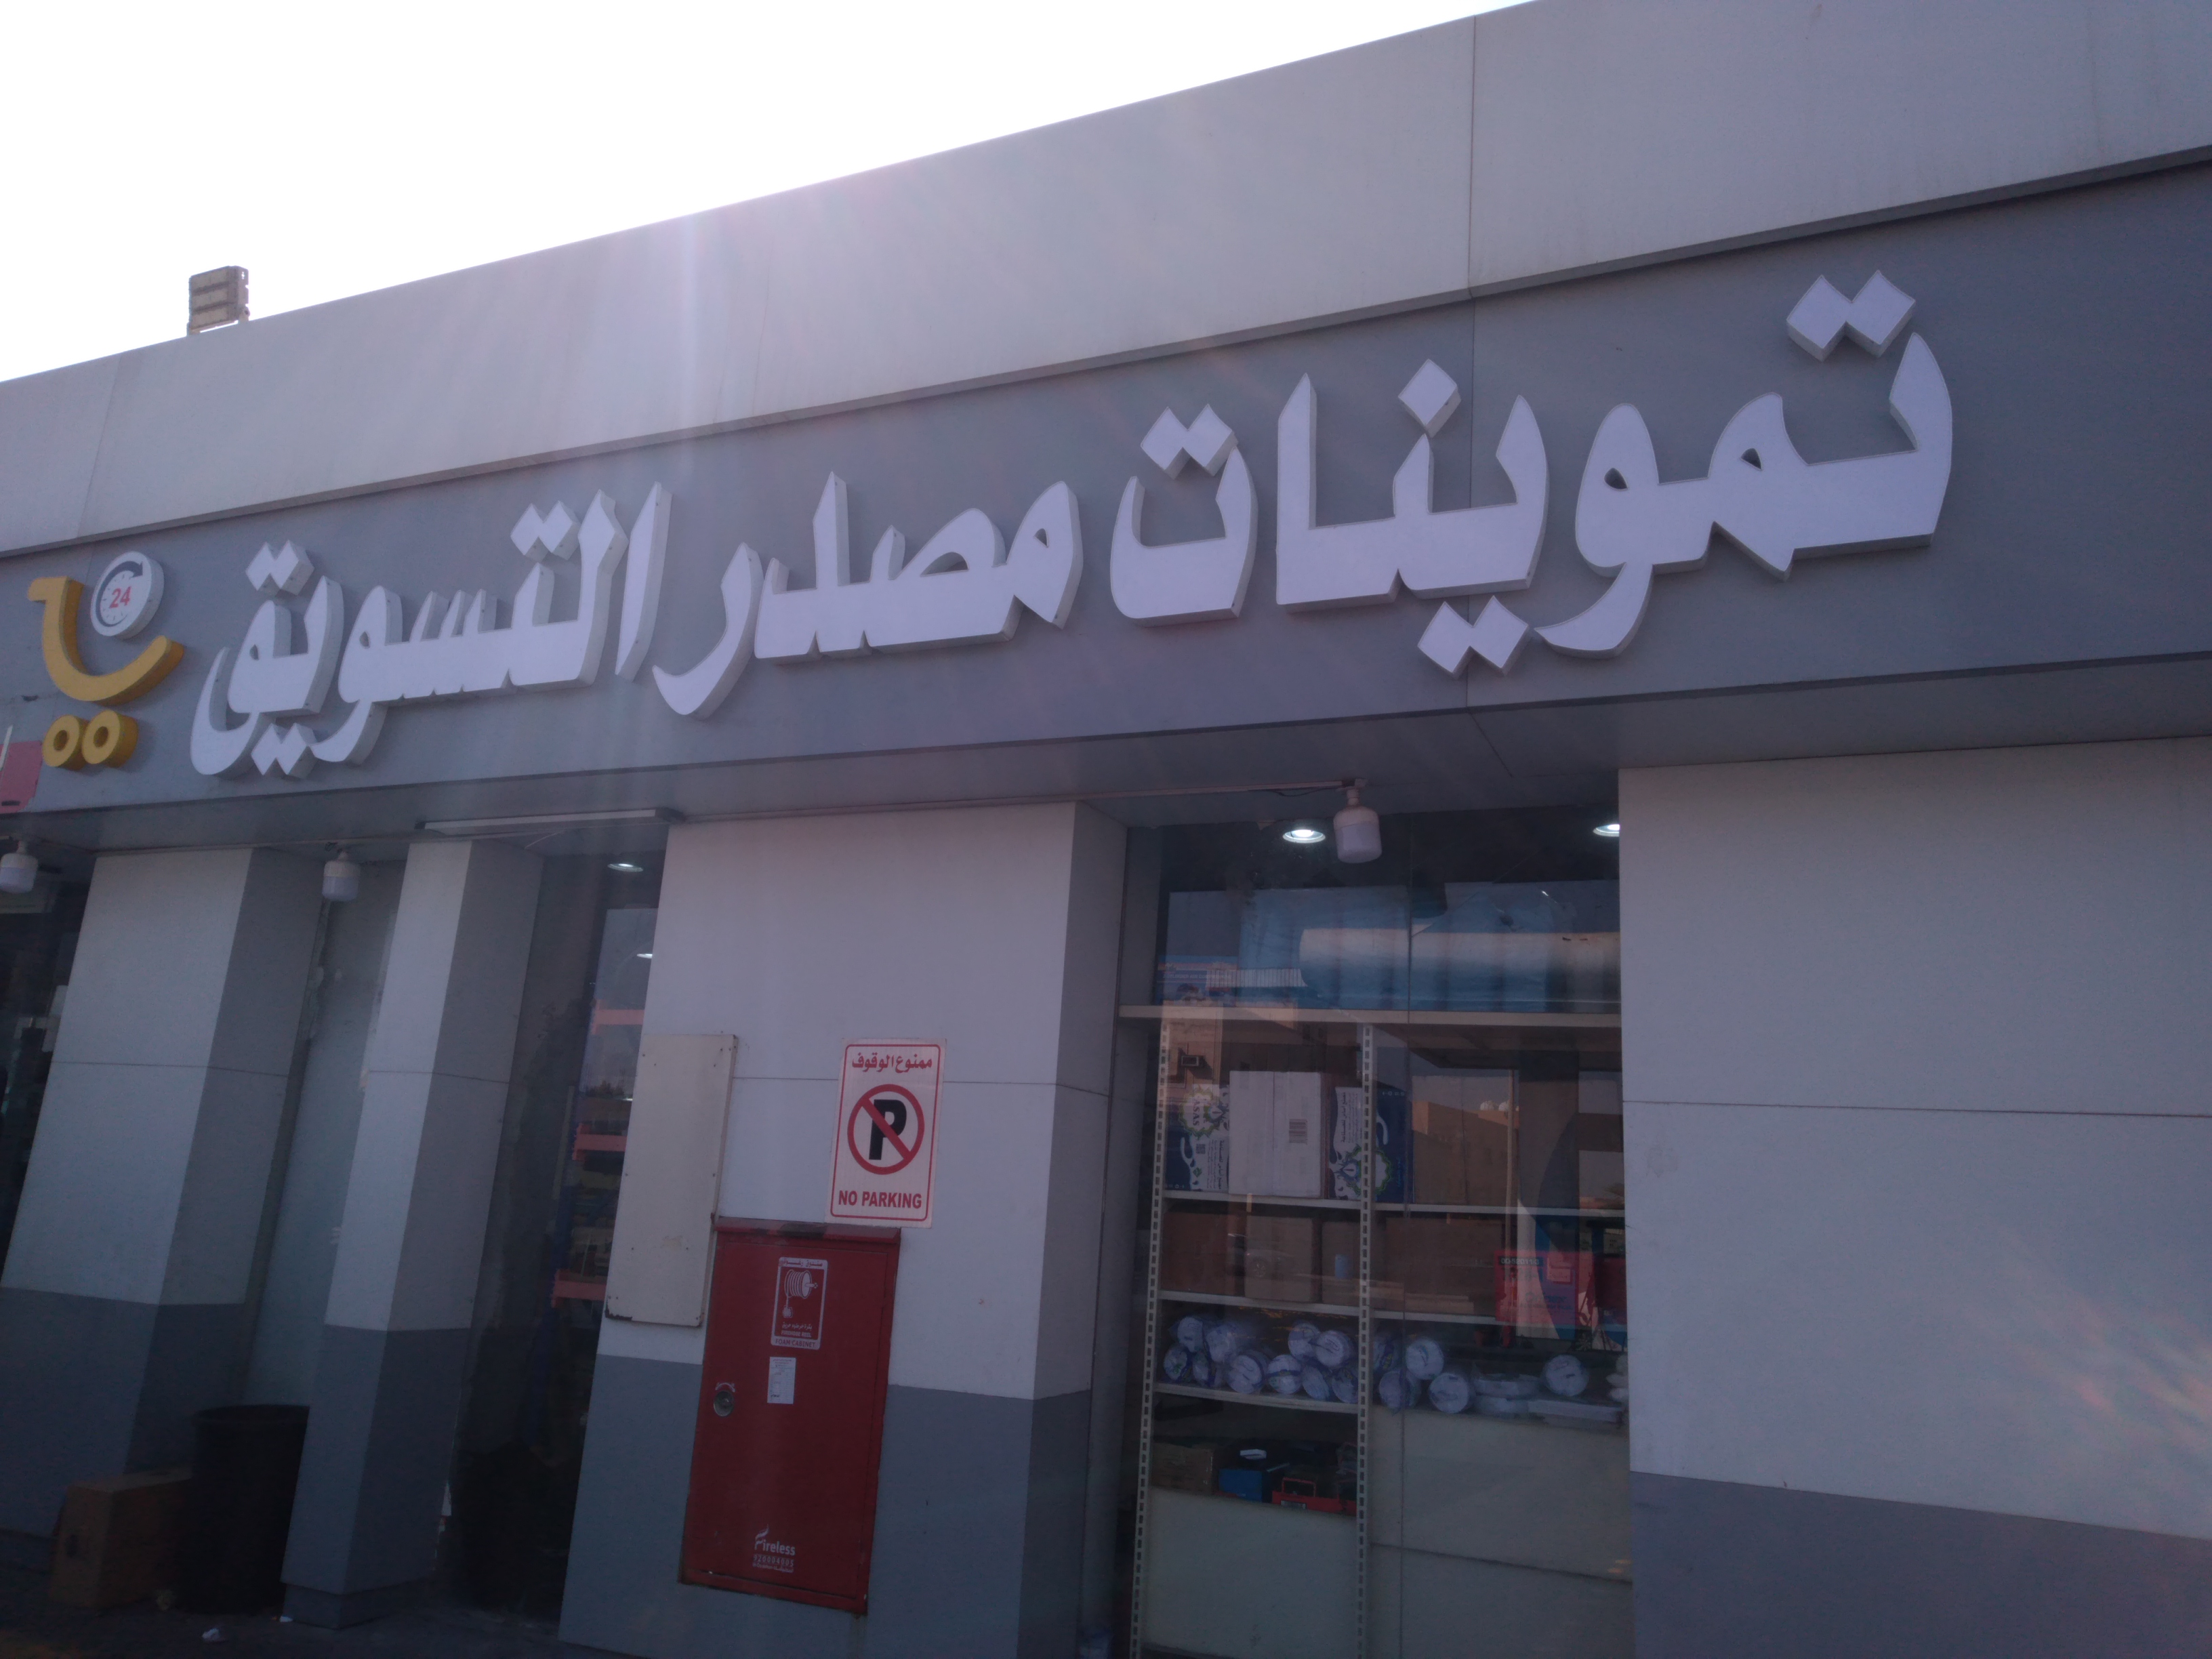 تموينات مصدر التسويق
24
ممنوع الوقوف
P
NO PARKING
Fireless